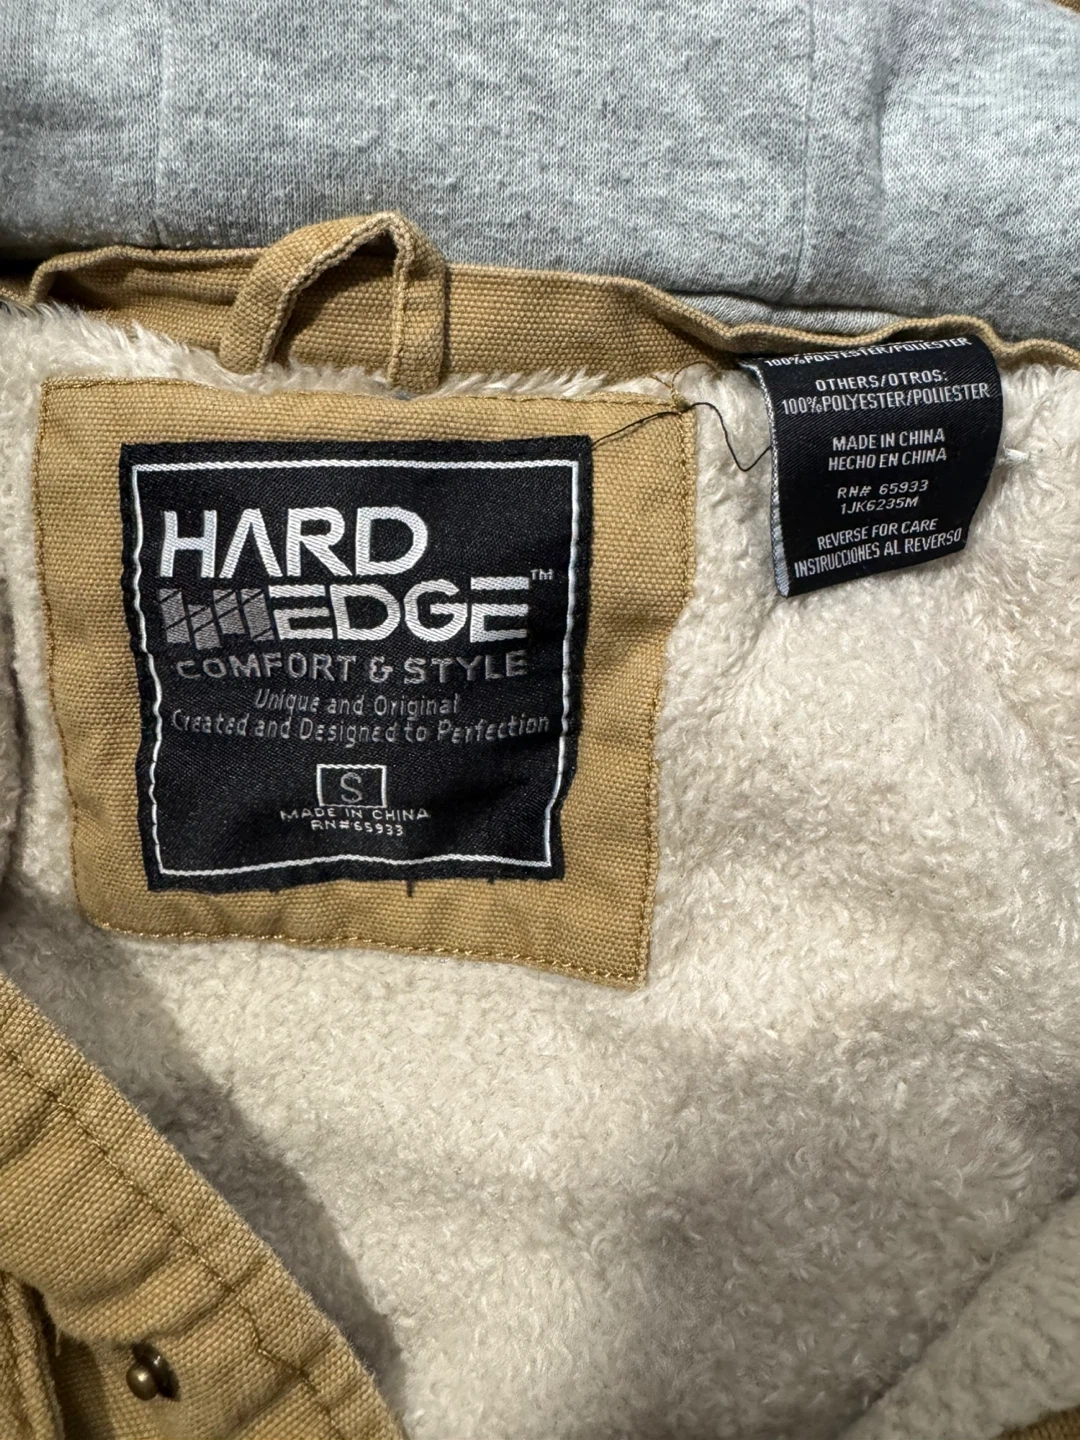 HARD
EDGE™
COMFORT & STYLE
Unique and Original
Created and Designed to Perfection
S
MADE IN CHINA
RN#65933
100%POLYESTER/POLIESTER
OTHERS/OTROS:
100%POLYESTER/POLIESTER
MADE IN CHINA
HECHO EN CHINA
RN# 65933
1JK6235M
REVERSE FOR CARE
INSTRUCCIONES AL REVERSO